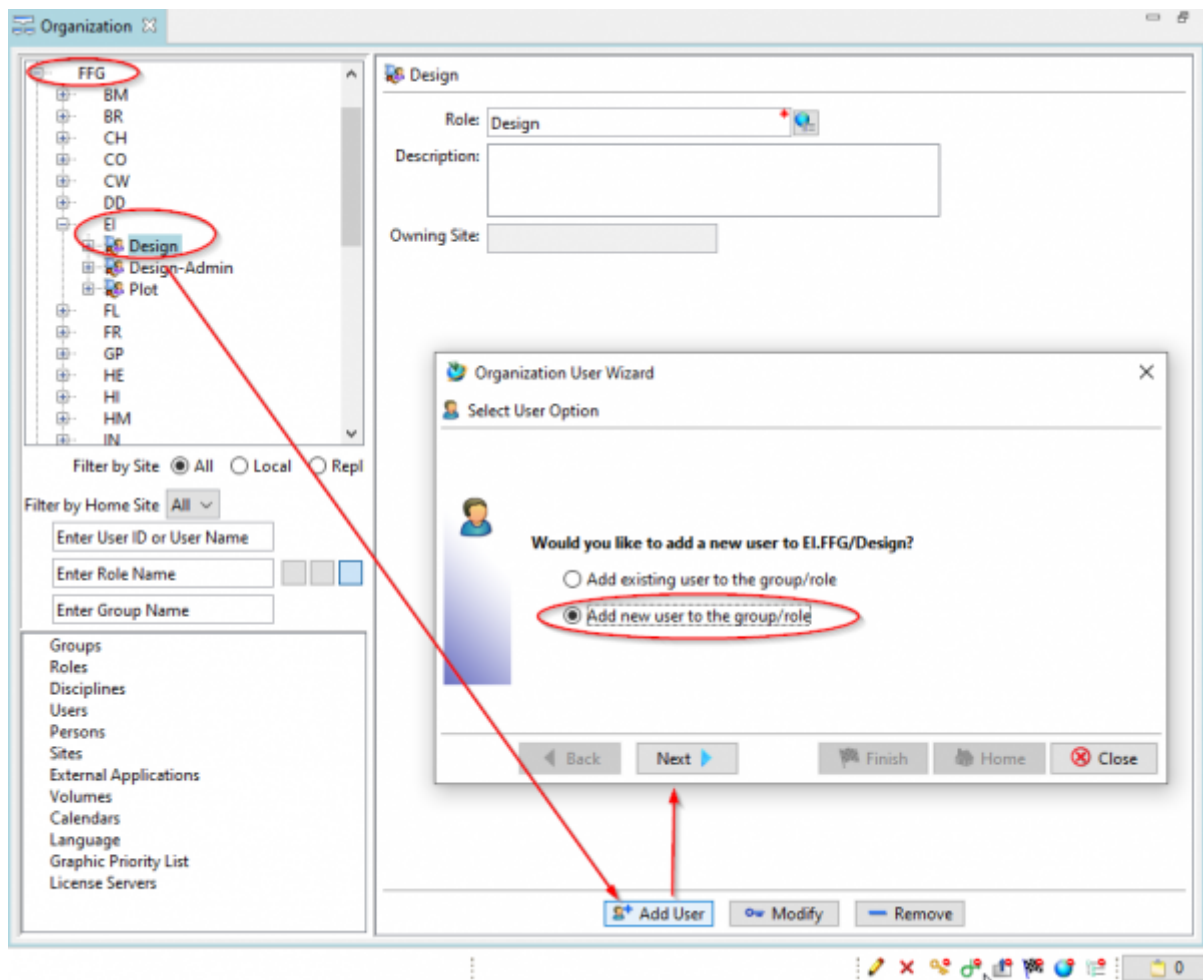 Organization
FFG
BM
BR
CH
CO
CW
DD
EI
Design
Design-Admin
Plot
FL
FR
GP
HE
HI
HM
IN
Filter by Site All Local Repl
Filter by Home Site All
Enter User ID or User Name
Enter Role Name
Enter Group Name
Groups
Roles
Disciplines
Users
Persons
Sites
External Applications
Volumes
Calendars
Language
Graphic Priority List
License Servers
Design
Role: Design
Description:
Owning Site:
Organization User Wizard
Select User Option
Would you like to add a new user to EI.FFG/Design?
Add existing user to the group/role
Add new user to the group/role
Back Next Finish Home Close
Add User Modify Remove
0